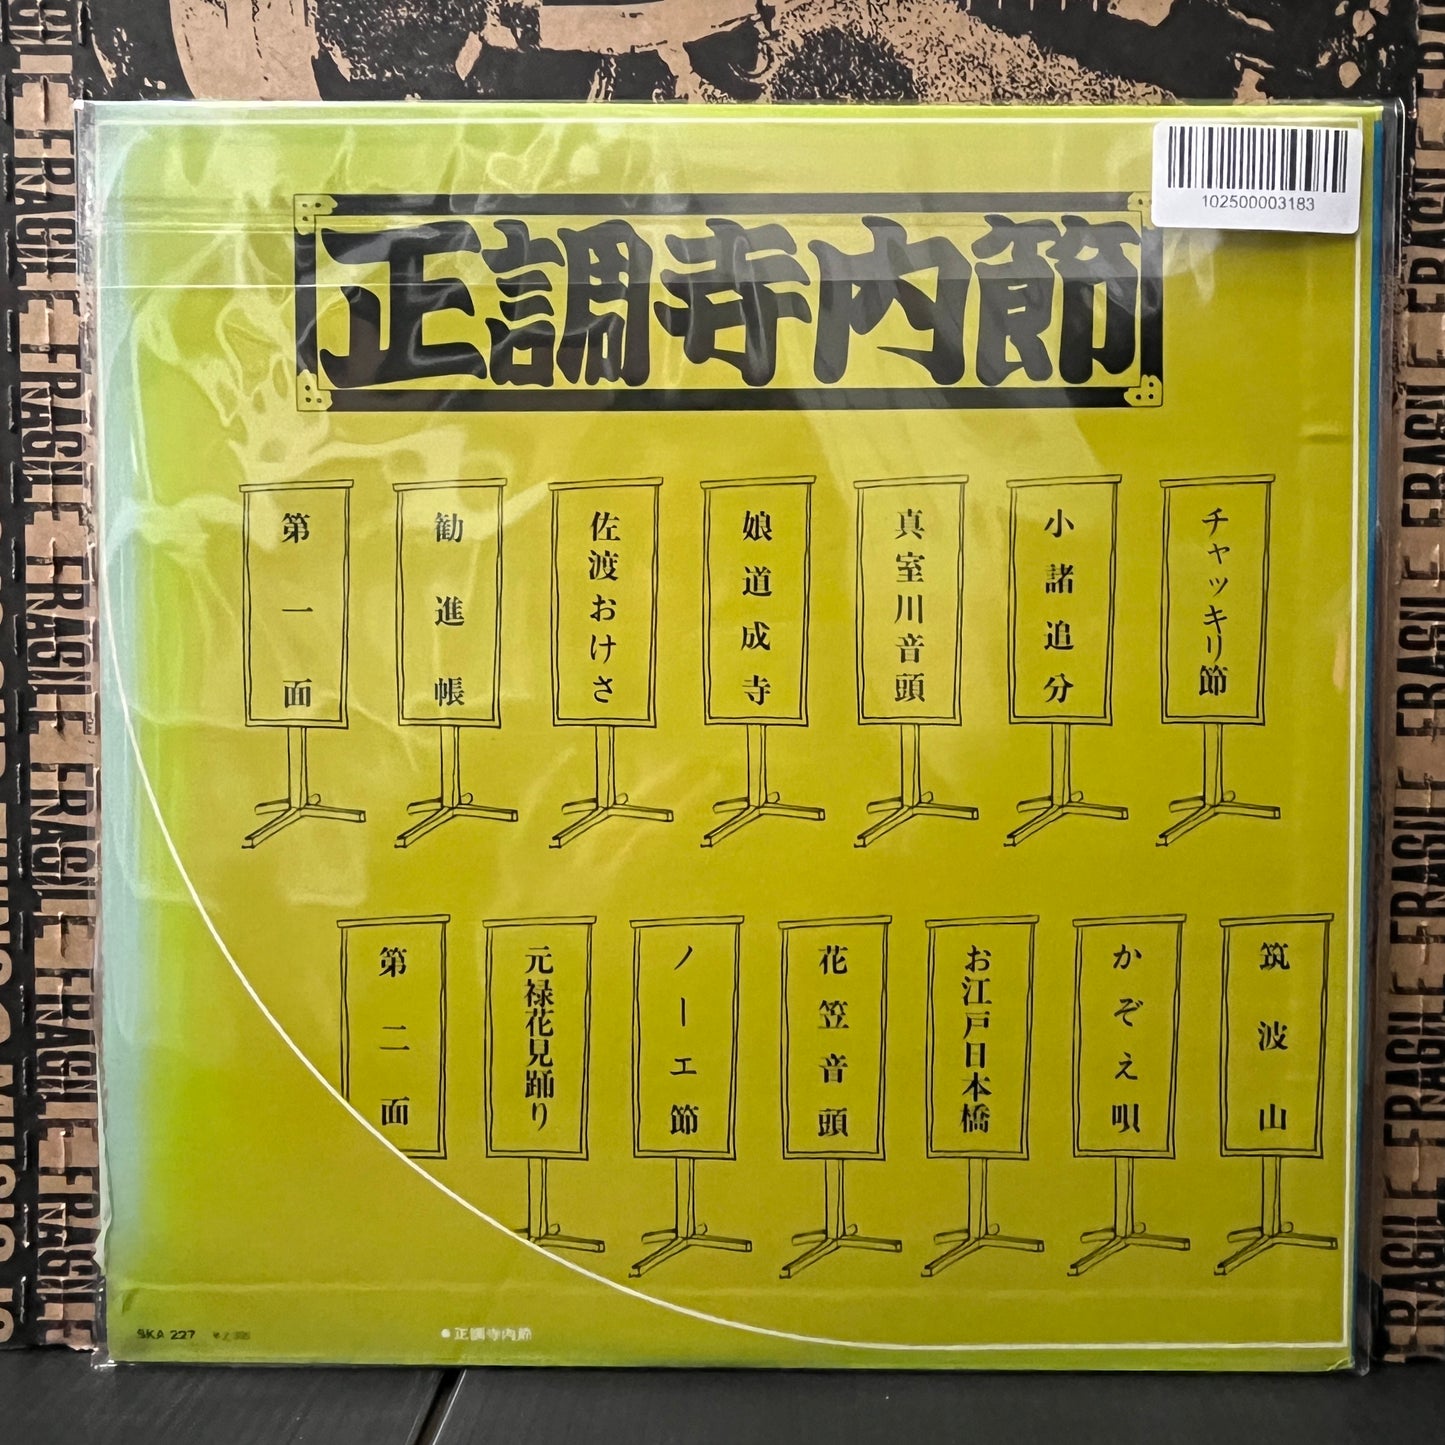 102500003183
正調寺内節
第一面
勧進帳
佐渡おけさ
娘道成寺
真室川音頭
小諸追分
チャッキリ節
第二面
元禄花見踊り
ノーエ節
花笠音頭
お江戸日本橋
かぞえ唄
筑波山
SKA 227
●正調寺内節
FRAGILE